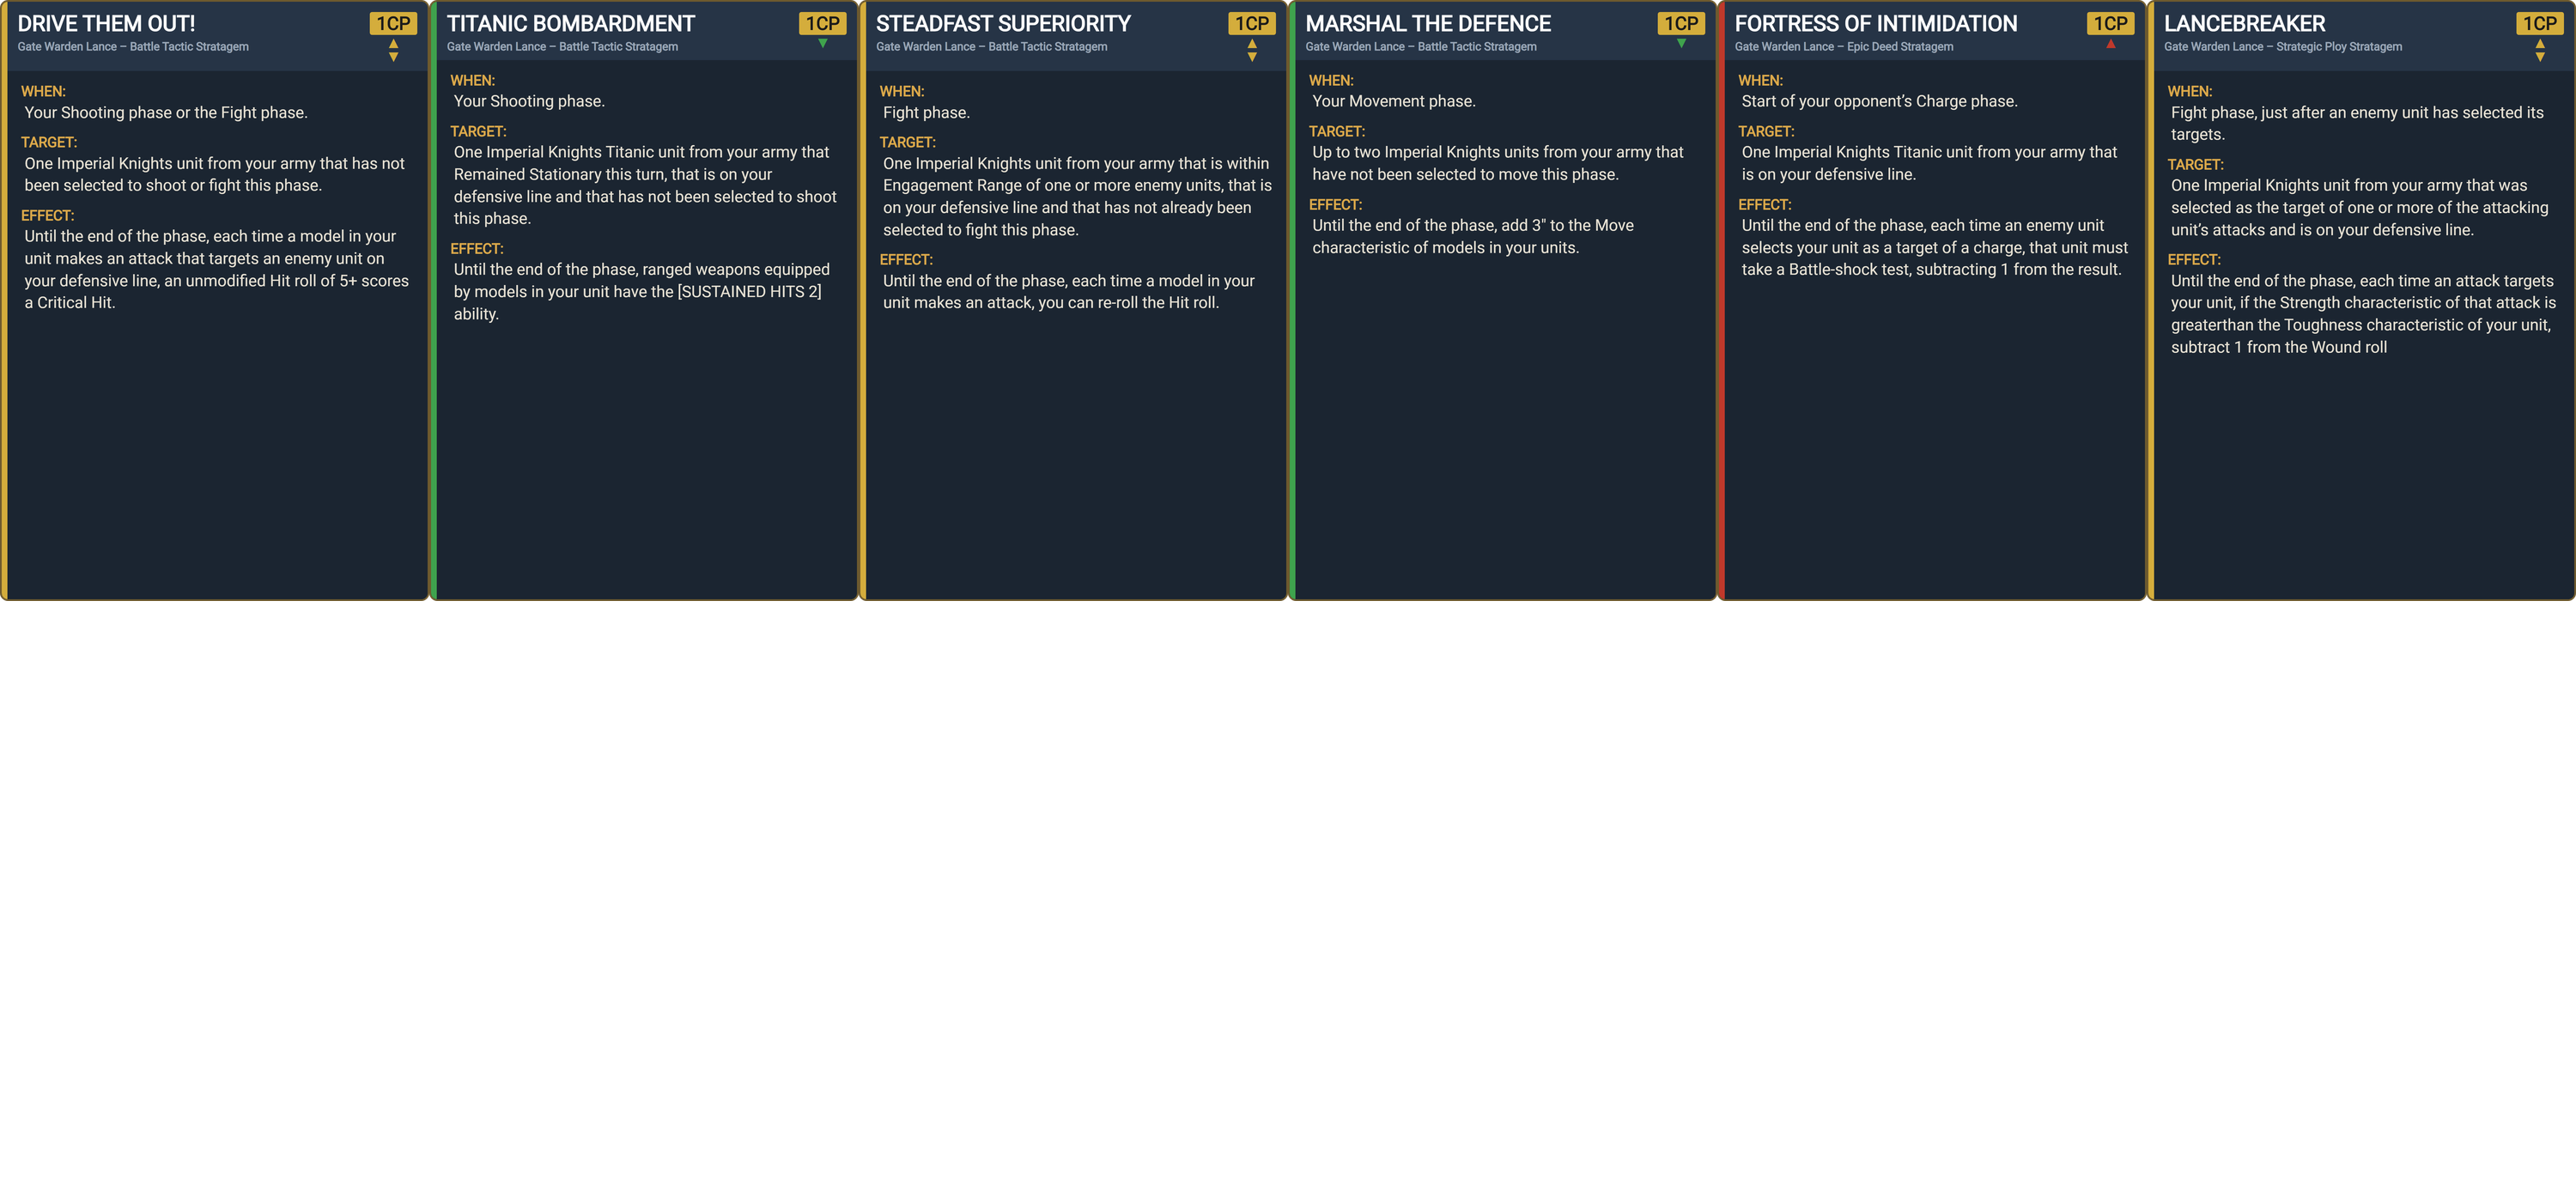 DRIVE THEM OUT!
1CP
Gate Warden Lance – Battle Tactic Stratagem
WHEN:
Your Shooting phase or the Fight phase.
TARGET:
One Imperial Knights unit from your army that has not
been selected to shoot or fight this phase.
EFFECT:
Until the end of the phase, each time a model in your
unit makes an attack that targets an enemy unit on
your defensive line, an unmodified Hit roll of 5+ scores
a Critical Hit.
TITANIC BOMBARDMENT
1CP
Gate Warden Lance – Battle Tactic Stratagem
WHEN:
Your Shooting phase.
TARGET:
One Imperial Knights Titanic unit from your army that
Remained Stationary this turn, that is on your
defensive line and that has not been selected to shoot
this phase.
EFFECT:
Until the end of the phase, ranged weapons equipped
by models in your unit have the [SUSTAINED HITS 2]
ability.
STEADFAST SUPERIORITY
1CP
Gate Warden Lance – Battle Tactic Stratagem
WHEN:
Fight phase.
TARGET:
One Imperial Knights unit from your army that is within
Engagement Range of one or more enemy units, that is
on your defensive line and that has not already been
selected to fight this phase.
EFFECT:
Until the end of the phase, each time a model in your
unit makes an attack, you can re-roll the Hit roll.
MARSHAL THE DEFENCE
1CP
Gate Warden Lance – Battle Tactic Stratagem
WHEN:
Your Movement phase.
TARGET:
Up to two Imperial Knights units from your army that
have not been selected to move this phase.
EFFECT:
Until the end of the phase, add 3" to the Move
characteristic of models in your units.
FORTRESS OF INTIMIDATION
1CP
Gate Warden Lance – Epic Deed Stratagem
WHEN:
Start of your opponent’s Charge phase.
TARGET:
One Imperial Knights Titanic unit from your army that
is on your defensive line.
EFFECT:
Until the end of the phase, each time an enemy unit
selects your unit as a target of a charge, that unit must
take a Battle-shock test, subtracting 1 from the result.
LANCEBREAKER
1CP
Gate Warden Lance – Strategic Ploy Stratagem
WHEN:
Fight phase, just after an enemy unit has selected its
targets.
TARGET:
One Imperial Knights unit from your army that was
selected as the target of one or more of the attacking
unit’s attacks and is on your defensive line.
EFFECT:
Until the end of the phase, each time an attack targets
your unit, if the Strength characteristic of that attack is
greaterthan the Toughness characteristic of your unit,
subtract 1 from the Wound roll